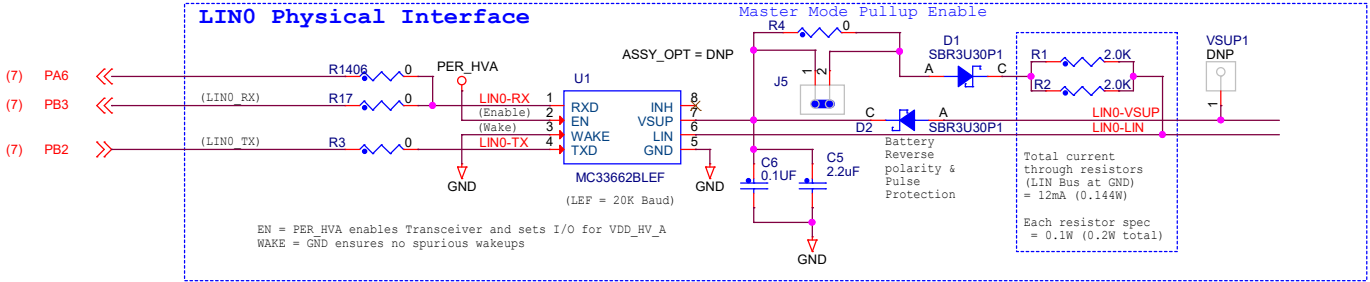 LIN0 Physical Interface
Master Mode Pullup Enable
R4
0
D1
SBR3U30P1
VSUP1
DNP
ASSY_OPT = DNP
R1
2.0K
PER_HVA
U1
J5
1
2
A
C
(7) PA6
R1406
0
R2
2.0K
(7) PB3
(LIN0_RX)
R17
0
LIN0-RX
1
RXD
INH
8
1
(Enable)
2
EN
VSUP
7
C
A
LIN0-VSUP
(Wake)
3
WAKE
LIN
6
D2
SBR3U30P1
LIN0-LIN
(7) PB2
(LIN0_TX)
R3
0
LIN0-TX
4
TXD
GND
5
Battery
Reverse
polarity &
Pulse
Protection
Total current
through resistors
(LIN Bus at GND)
= 12mA (0.144W)
Each resistor spec
= 0.1W (0.2W total)
C6
0.1UF
C5
2.2uF
GND
MC33662BLEF
GND
(LEF = 20K Baud)
EN = PER_HVA enables Transceiver and sets I/O for VDD_HV_A
WAKE = GND ensures no spurious wakeups
GND